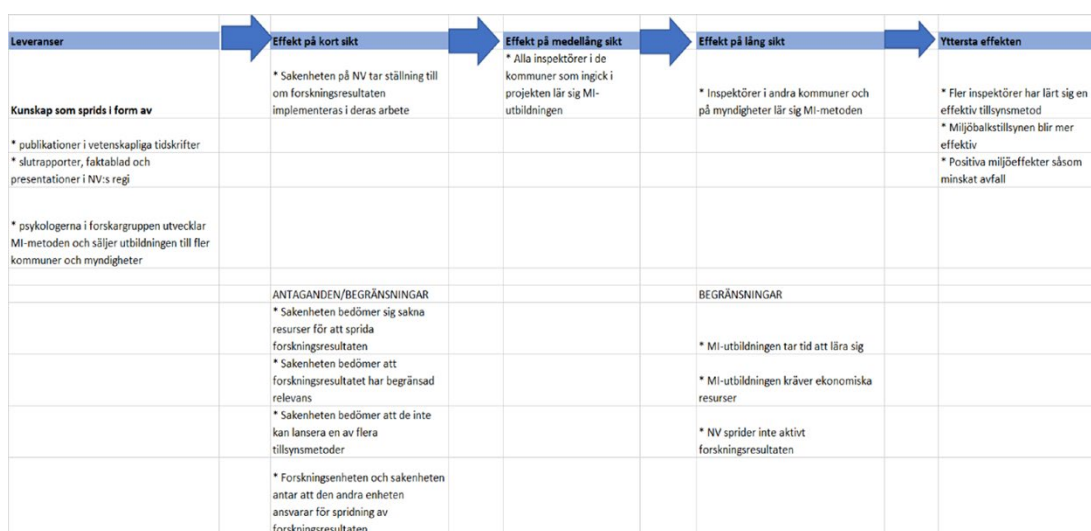 Leveranser
Effekt på kort sikt
Effekt på medellång sikt
Effekt på lång sikt
Yttersta effekten
Kunskap som sprids i form av
* Sakenheten på NV tar ställning till
om forskningsresultaten
implementeras i deras arbete
* Alla inspektörer i de
kommuner som ingick i
projekten lär sig MI-
utbildningen
* Inspektörer i andra kommuner och
på myndigheter lär sig MI-metoden
* Fler inspektörer har lärt sig en
effektiv tillsynsmetod
* publikationer i vetenskapliga tidskrifter
* Miljöbalkstillsynen blir mer
effektiv
* slutrapporter, faktablad och
presentationer i NV:s regi
* Positiva miljöeffekter såsom
minskat avfall
* psykologerna i forskargruppen utvecklar
MI-metoden och säljer utbildningen till fler
kommuner och myndigheter
ANTAGANDEN/BEGRÄNSNINGAR
BEGRÄNSNINGAR
* Sakenheten bedömer sig sakna
resurser för att sprida
forskningsresultaten
* MI-utbildningen tar tid att lära sig
* Sakenheten bedömer att
forskningsresultatet har begränsad
relevans
* MI-utbildningen kräver ekonomiska
resurser
* Sakenheten bedömer att de inte
kan lansera en av flera
tillsynsmetoder
* NV sprider inte aktivt
forskningsresultaten
* Forskningsenheten och sakenheten
antar att den andra enheten
ansvarar för spridning av
forskningsresultaten